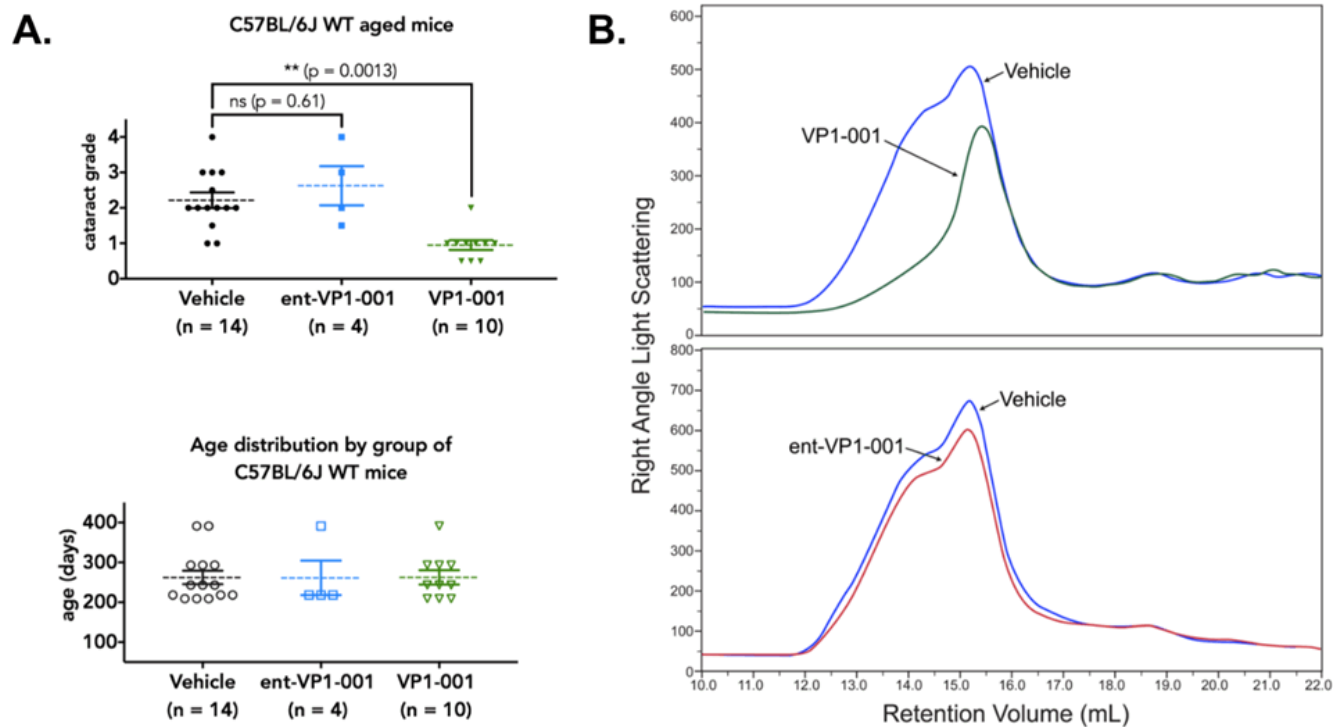 A.
C57BL/6J WT aged mice
** (p = 0.0013)
ns (p = 0.61)
cataract grade
4
3
2
1
0
Vehicle
(n = 14)
ent-VP1-001
(n = 4)
VP1-001
(n = 10)
Age distribution by group of
C57BL/6J WT mice
age (days)
400
300
200
100
Vehicle
(n = 14)
ent-VP1-001
(n = 4)
VP1-001
(n = 10)
B.
Right Angle Light Scattering
600
500
400
300
200
100
0
Vehicle
VP1-001
800
700
600
500
400
300
200
100
0
Vehicle
ent-VP1-001
10.0 11.0 12.0 13.0 14.0 15.0 16.0 17.0 18.0 19.0 20.0 21.0 22.0
Retention Volume (mL)